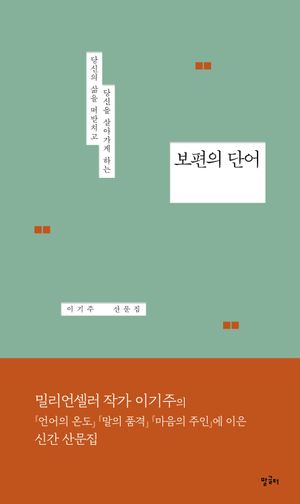 당신의 삶을 떠받치고
당신을 살아가게 하는
보편의 단어
이기주 산문집
밀리언셀러 작가 이기주의
「언어의 온도」「말의 품격」「마음의 주인」에 이은
신간 산문집
말글터